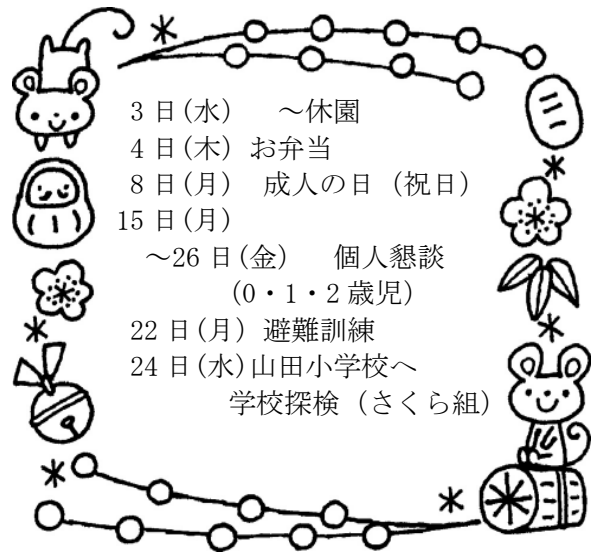 3日(水)　～休園
4日(木) お弁当
8日(月)　成人の日（祝日）
15日(月)
～26日(金)　個人懇談
（0・1・2歳児）
22日(月) 避難訓練
24日(水)山田小学校へ
学校探検（さくら組）